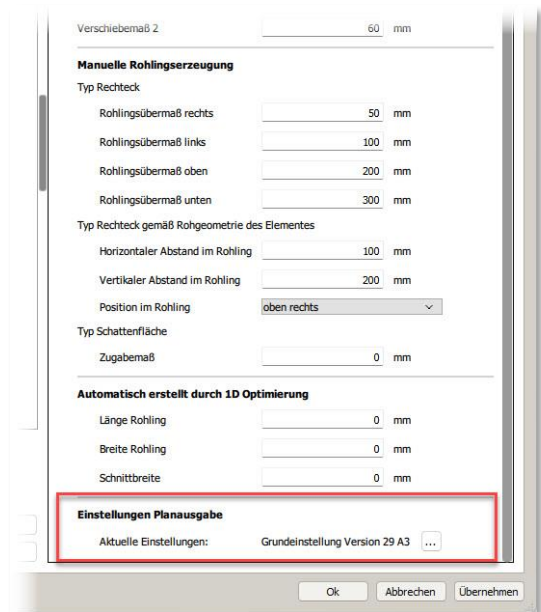 Verschiebemaß 2 60 mm
Manuelle Rohlingserzeugung
Typ Rechteck
Rohlingsübermaß rechts 50 mm
Rohlingsübermaß links 100 mm
Rohlingsübermaß oben 200 mm
Rohlingsübermaß unten 300 mm
Typ Rechteck gemäß Rohgeometrie des Elementes
Horizontaler Abstand im Rohling 100 mm
Vertikaler Abstand im Rohling 200 mm
Position im Rohling oben rechts
Typ Schattenfläche
Zugabemaß 0 mm
Automatisch erstellt durch 1D Optimierung
Länge Rohling 0 mm
Breite Rohling 0 mm
Schnittbreite 0 mm
Einstellungen Planausgabe
Aktuelle Einstellungen: Grundeinstellung Version 29 A3 ...
Ok Abbrechen Übernehmen